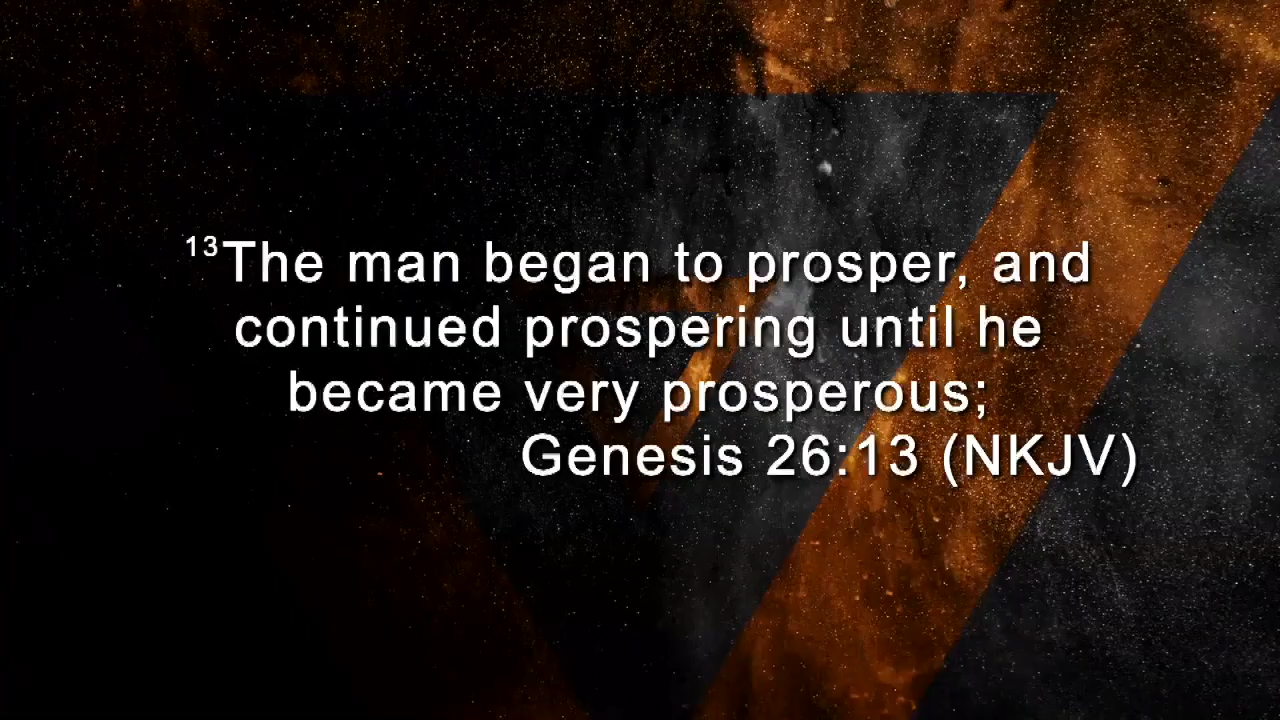 13The man began to prosper, and
continued prospering until he
became very prosperous;
Genesis 26:13 (NKJV)